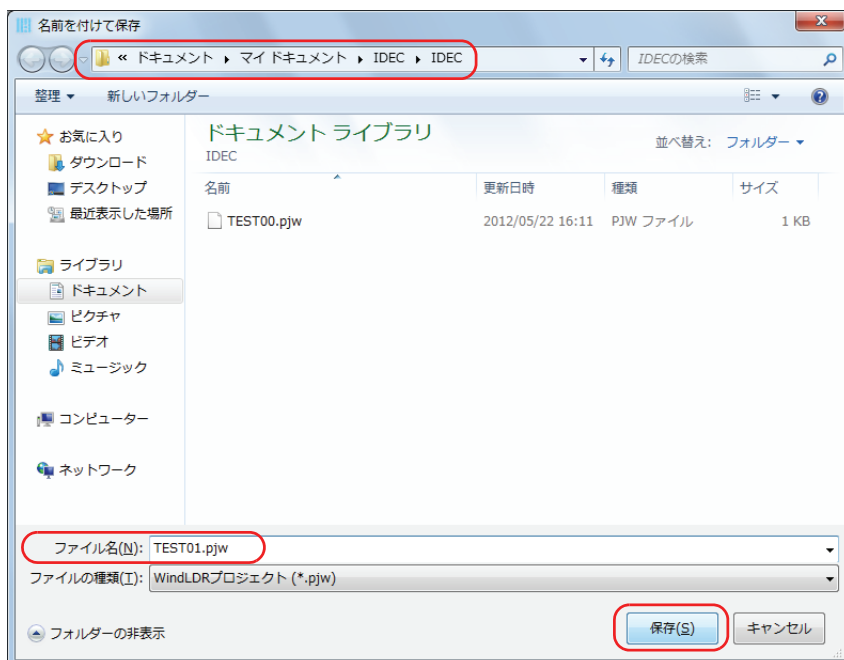 名前を付けて保存
« ドキュメント ▸ マイ ドキュメント ▸ IDEC ▸ IDEC
IDECの検索
整理 ▼ 新しいフォルダー
お気に入り
ダウンロード
デスクトップ
最近表示した場所
ライブラリ
ドキュメント
ピクチャ
ビデオ
ミュージック
コンピューター
ネットワーク
ドキュメント ライブラリ
IDEC
並べ替え: フォルダー ▼
名前 更新日時 種類 サイズ
TEST00.pjw 2012/05/22 16:11 PJW ファイル 1 KB
ファイル名(N): TEST01.pjw
ファイルの種類(T): WindLDRプロジェクト (*.pjw)
フォルダーの非表示
保存(S) キャンセル